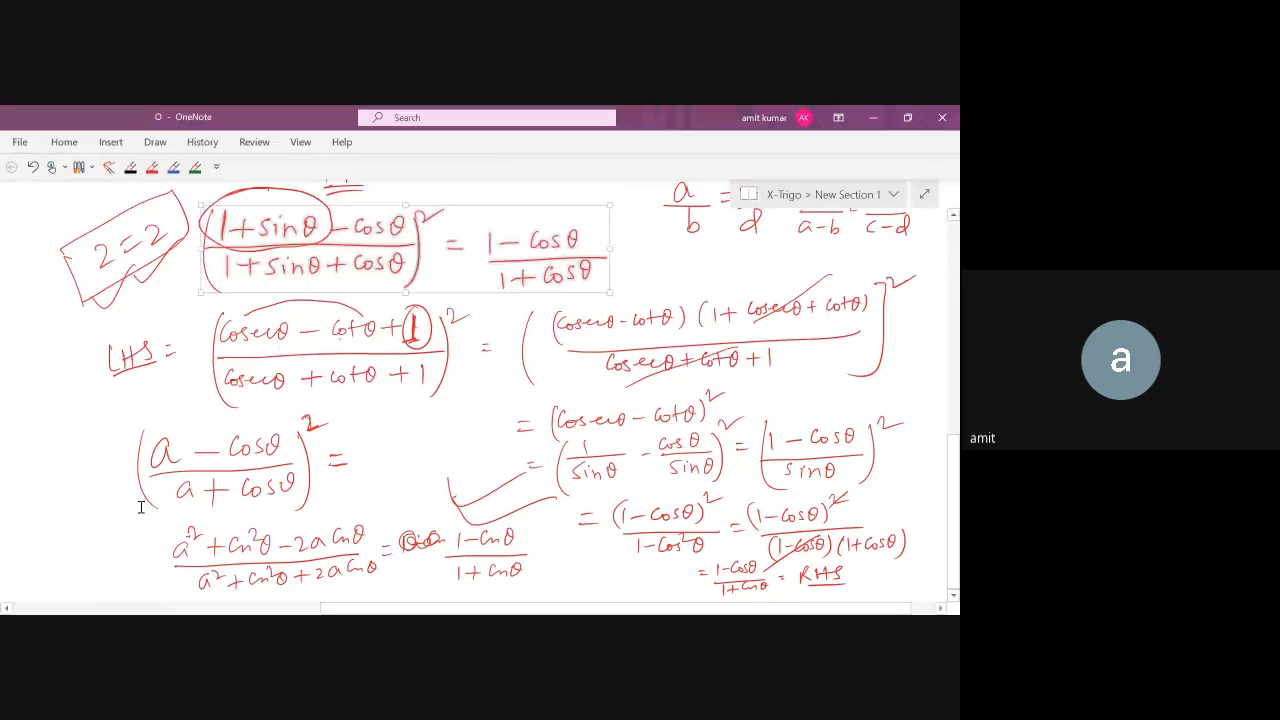 O - OneNote
Search
amit kumar AK
File Home Insert Draw History Review View Help
X-Trigo > New Section 1
2 = 2
((1 + sinθ - cosθ)/(1 + sinθ + cosθ))² = (1 - cosθ)/(1 + cosθ)
a/b = /d a-b c-d
LHS = ((cosecθ - cotθ + 1)/(cosecθ + cotθ + 1))² = ((cosecθ - cotθ) (1 + cosecθ + cotθ)/(cosecθ + cotθ + 1))²
= (cosecθ - cotθ)²
= (1/sinθ - cosθ/sinθ)² = ((1 - cosθ)/sinθ)²
= (1 - cosθ)²/(1 - cos²θ) = (1 - cosθ)²/((1 - cosθ)(1 + cosθ))
= (1 - cosθ)/(1 + cosθ) = RHS
((a - cosθ)/(a + cosθ))² =
(a² + cos²θ - 2a cosθ)/(a² + cos²θ + 2a cosθ) = (1 - cosθ)/(1 + cosθ)
a
amit